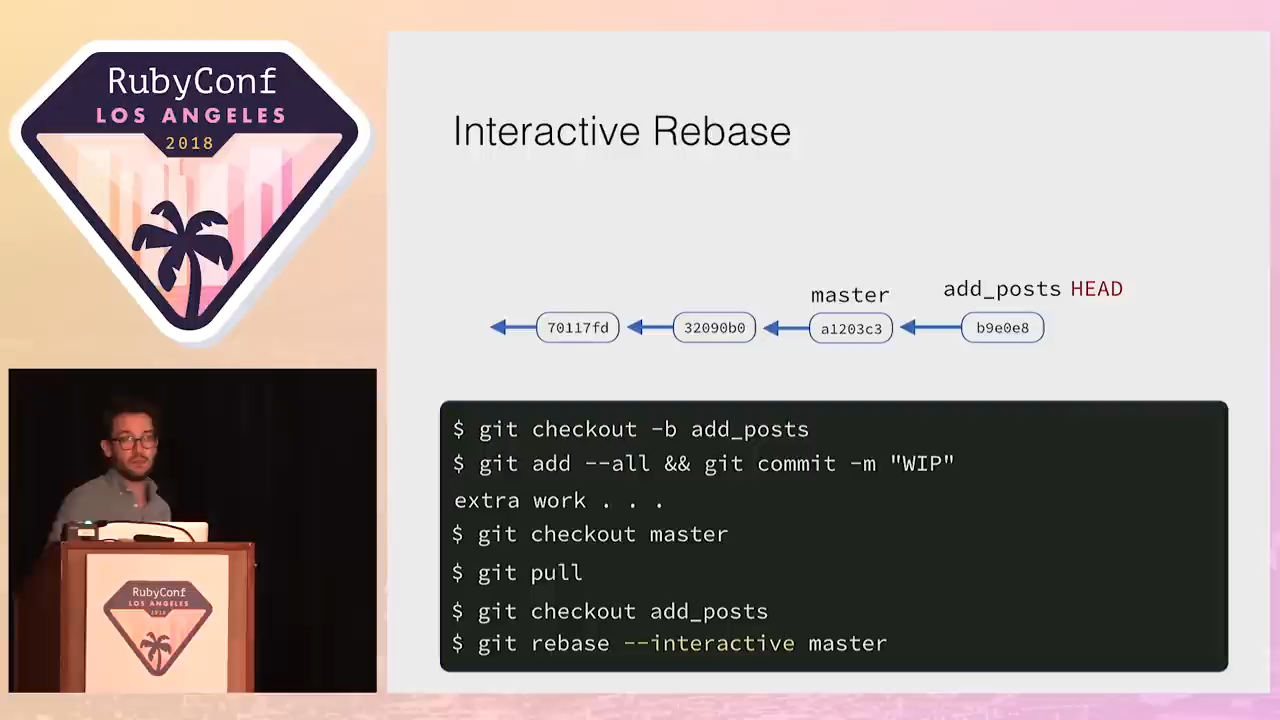 RubyConf
LOS ANGELES
2018
Interactive Rebase
master
add_posts HEAD
70117fd
32090b0
a1203c3
b9e0e8
$ git checkout -b add_posts
$ git add --all && git commit -m "WIP"
extra work . . .
$ git checkout master
$ git pull
$ git checkout add_posts
$ git rebase --interactive master
RubyConf
LOS ANGELES
2018